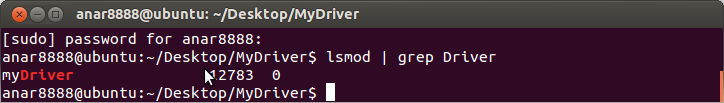 anar8888@ubuntu: ~/Desktop/MyDriver
[sudo] password for anar8888:
anar8888@ubuntu:~/Desktop/MyDriver$ lsmod | grep Driver
myDriver 12783 0
anar8888@ubuntu:~/Desktop/MyDriver$